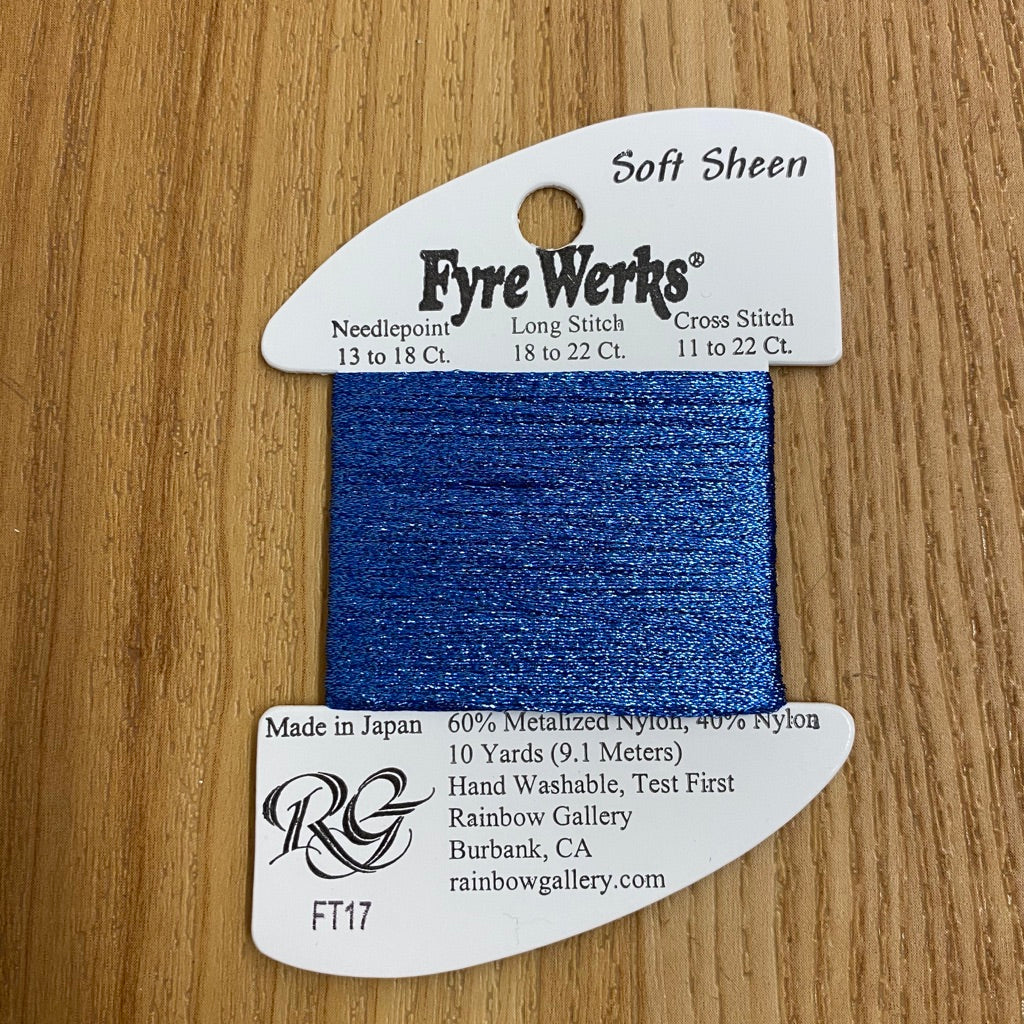 Soft Sheen
Fyre Werks®
Needlepoint Long Stitch Cross Stitch
13 to 18 Ct. 18 to 22 Ct. 11 to 22 Ct.
Made in Japan 60% Metalized Nylon, 40% Nylon
10 Yards (9.1 Meters)
Hand Washable, Test First
Rainbow Gallery
Burbank, CA
rainbowgallery.com
RG
FT17